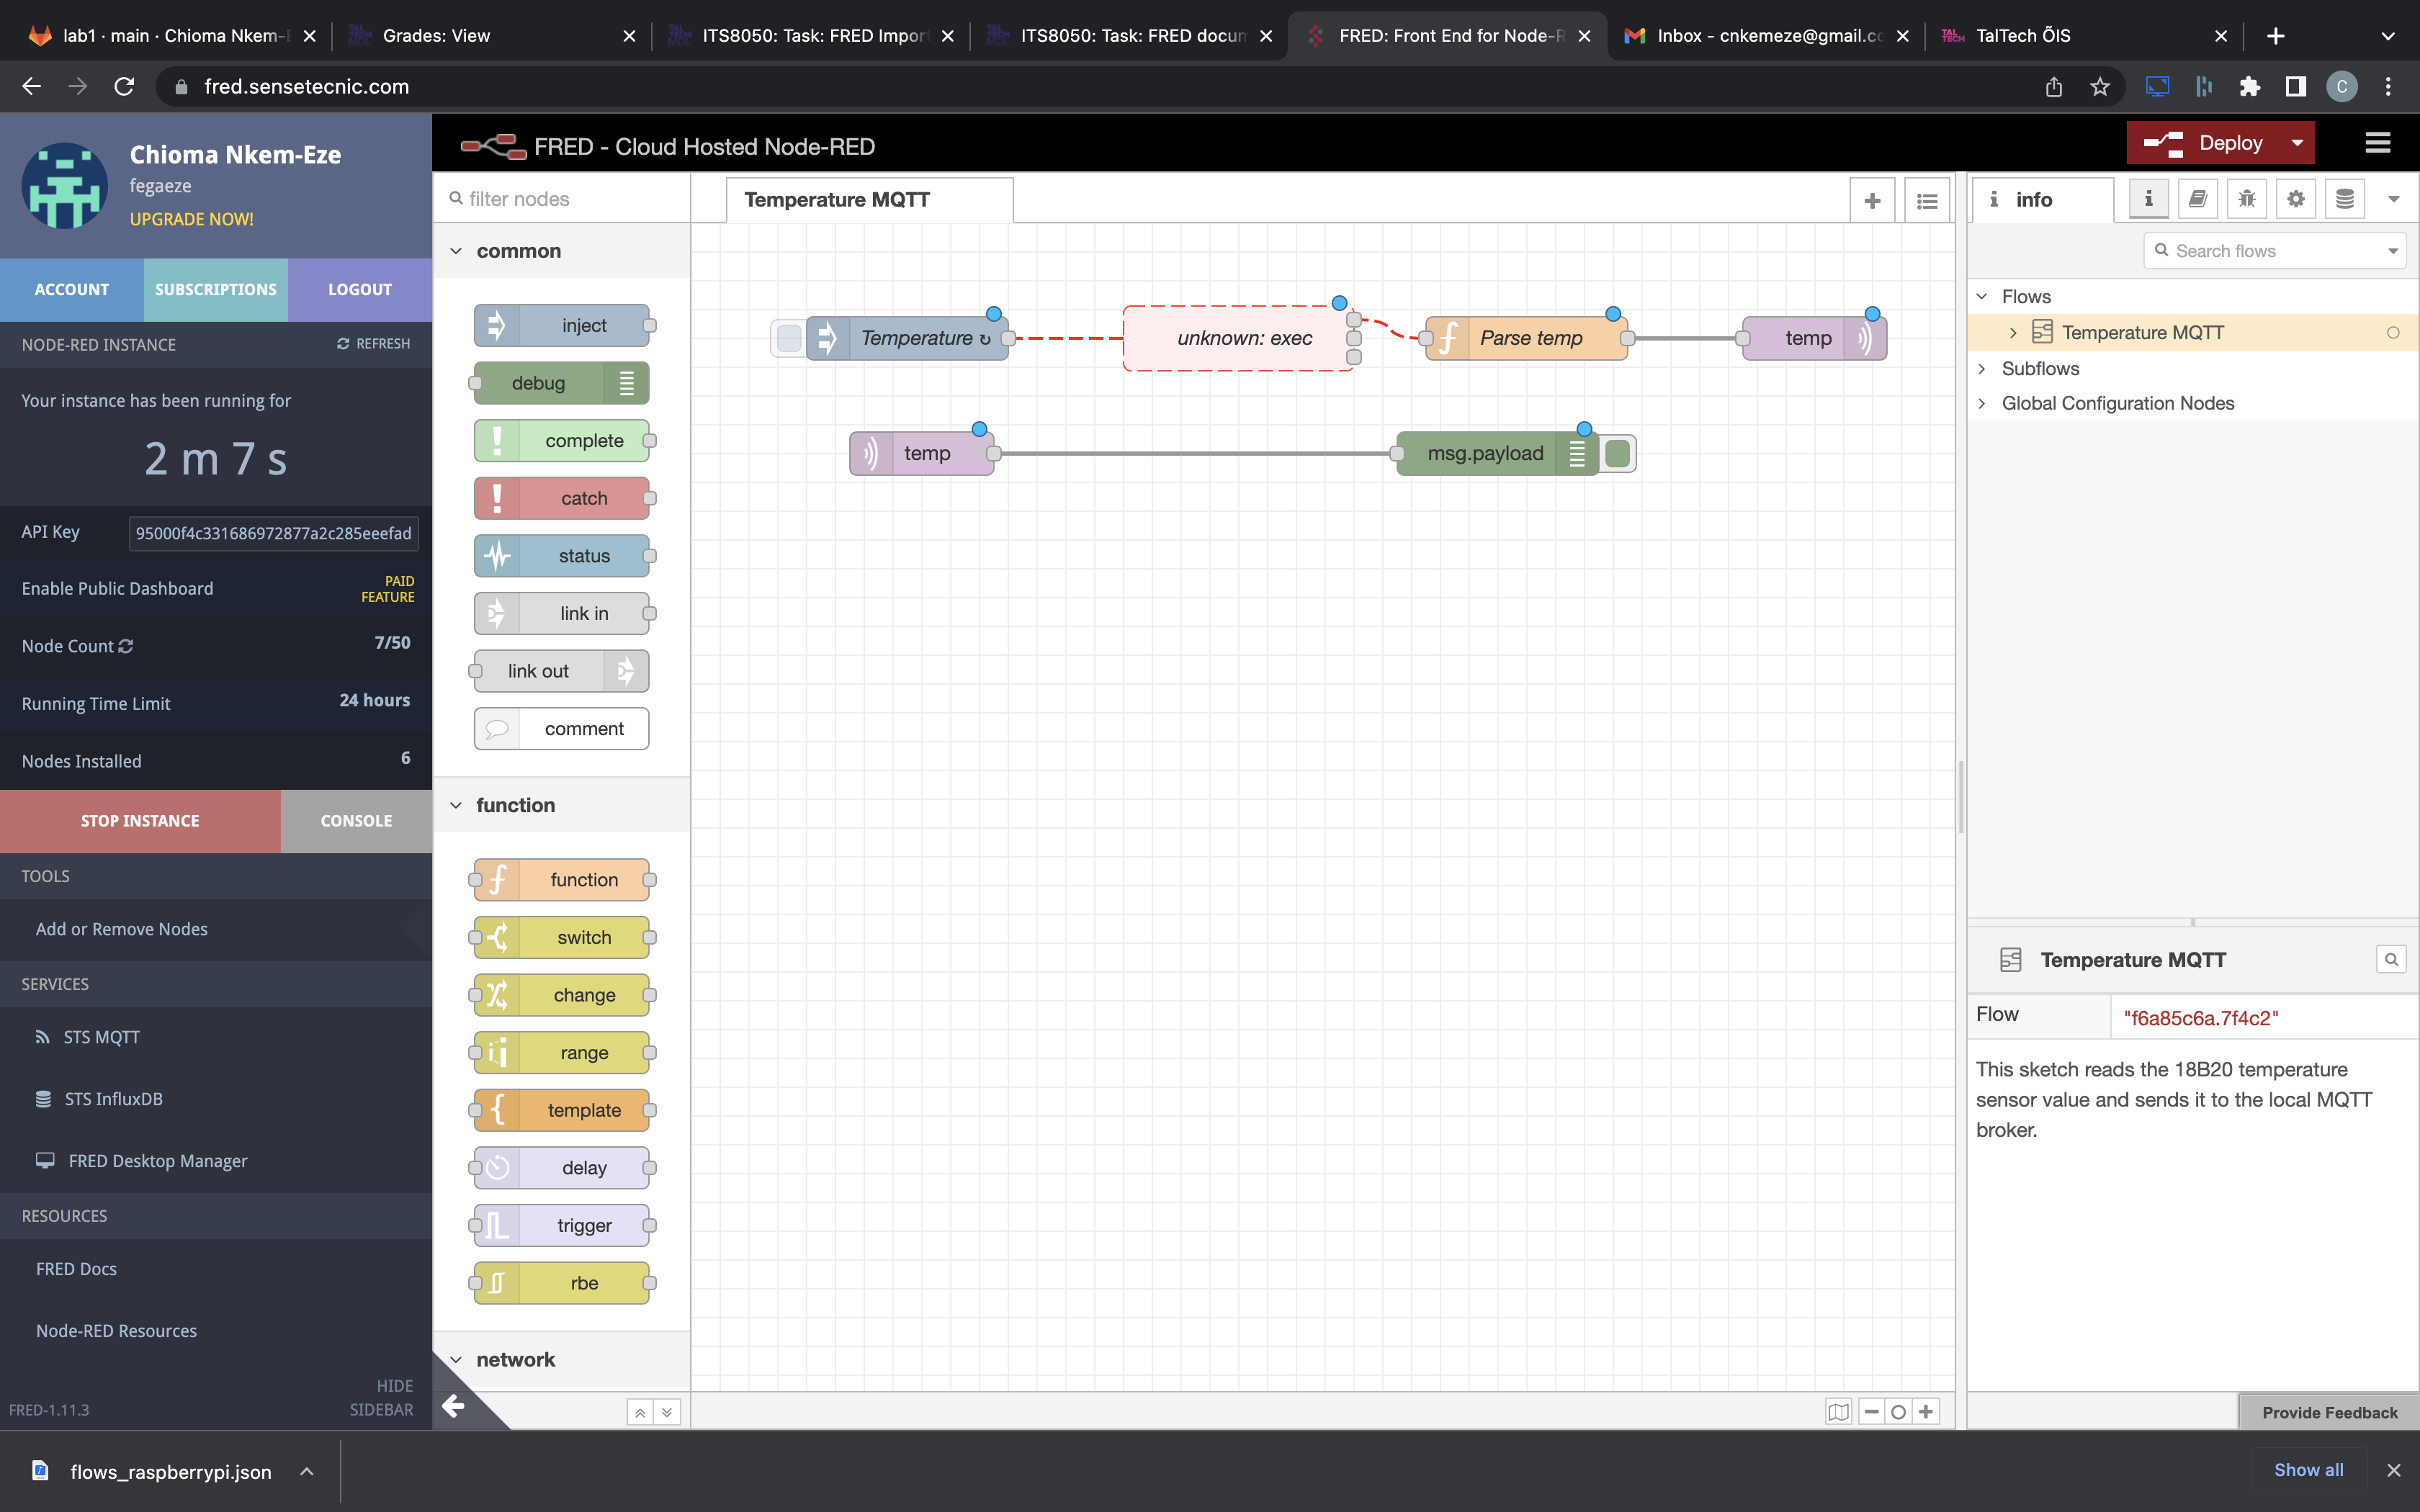 lab1 · main · Chioma Nkem-E
Grades: View
ITS8050: Task: FRED Impor
ITS8050: Task: FRED docum
FRED: Front End for Node-R
Inbox - cnkemeze@gmail.co
TalTech ÕIS
fred.sensetecnic.com
C
Chioma Nkem-Eze
fegaeze
UPGRADE NOW!
ACCOUNT
SUBSCRIPTIONS
LOGOUT
NODE-RED INSTANCE
REFRESH
Your instance has been running for
2 m 7 s
API Key
95000f4c331686972877a2c285eeefad
Enable Public Dashboard
PAID
FEATURE
Node Count
7/50
Running Time Limit
24 hours
Nodes Installed
6
STOP INSTANCE
CONSOLE
TOOLS
Add or Remove Nodes
SERVICES
STS MQTT
STS InfluxDB
FRED Desktop Manager
RESOURCES
FRED Docs
Node-RED Resources
HIDE
SIDEBAR
FRED-1.11.3
FRED - Cloud Hosted Node-RED
Deploy
filter nodes
common
inject
debug
complete
catch
status
link in
link out
comment
function
function
switch
change
range
template
delay
trigger
rbe
network
Temperature MQTT
Temperature ↻
unknown: exec
Parse temp
temp
temp
msg.payload
info
Search flows
Flows
Temperature MQTT
Subflows
Global Configuration Nodes
Temperature MQTT
Flow
"f6a85c6a.7f4c2"
This sketch reads the 18B20 temperature
sensor value and sends it to the local MQTT
broker.
Provide Feedback
flows_raspberrypi.json
Show all